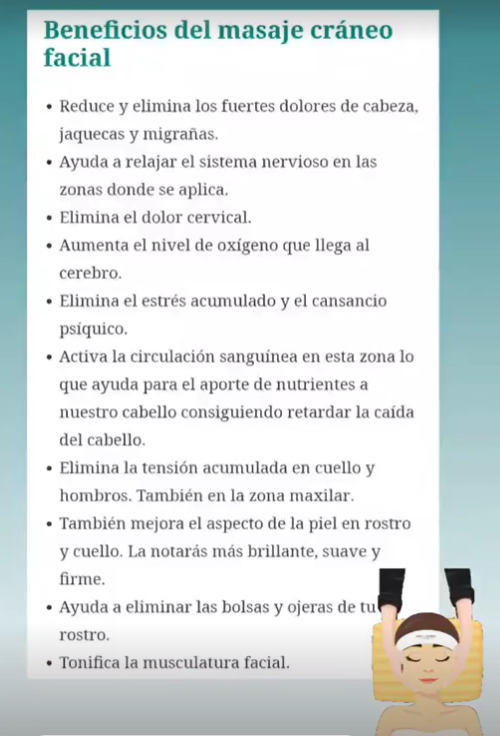 Beneficios del masaje cráneo
facial
• Reduce y elimina los fuertes dolores de cabeza,
jaquecas y migrañas.
• Ayuda a relajar el sistema nervioso en las
zonas donde se aplica.
• Elimina el dolor cervical.
• Aumenta el nivel de oxígeno que llega al
cerebro.
• Elimina el estrés acumulado y el cansancio
psíquico.
• Activa la circulación sanguínea en esta zona lo
que ayuda para el aporte de nutrientes a
nuestro cabello consiguiendo retardar la caída
del cabello.
• Elimina la tensión acumulada en cuello y
hombros. También en la zona maxilar.
• También mejora el aspecto de la piel en rostro
y cuello. La notarás más brillante, suave y
firme.
• Ayuda a eliminar las bolsas y ojeras de tu
rostro.
• Tonifica la musculatura facial.